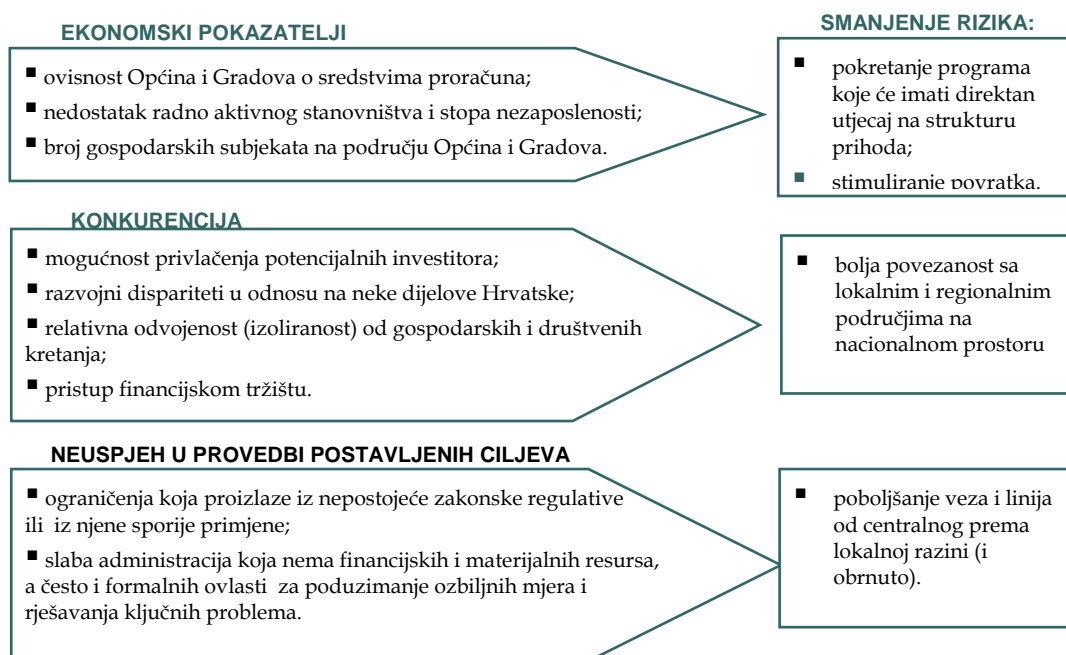 EKONOMSKI POKAZATELJI
▪ ovisnost Općina i Gradova o sredstvima proračuna;
▪ nedostatak radno aktivnog stanovništva i stopa nezaposlenosti;
▪ broj gospodarskih subjekata na području Općina i Gradova.
SMANJENJE RIZIKA:
▪ pokretanje programa
koje će imati direktan
utjecaj na strukturu
prihoda;
▪ stimuliranje povratka.
KONKURENCIJA
▪ mogućnost privlačenja potencijalnih investitora;
▪ razvojni dispariteti u odnosu na neke dijelove Hrvatske;
▪ relativna odvojenost (izoliranost) od gospodarskih i društvenih
kretanja;
▪ pristup financijskom tržištu.
▪ bolja povezanost sa
lokalnim i regionalnim
područjima na
nacionalnom prostoru
NEUSPJEH U PROVEDBI POSTAVLJENIH CILJEVA
▪ ograničenja koja proizlaze iz nepostojeće zakonske regulative
ili iz njene sporije primjene;
▪ slaba administracija koja nema financijskih i materijalnih resursa,
a često i formalnih ovlasti za poduzimanje ozbiljnih mjera i
rješavanja ključnih problema.
▪ poboljšanje veza i linija
od centralnog prema
lokalnoj razini (i
obrnuto).